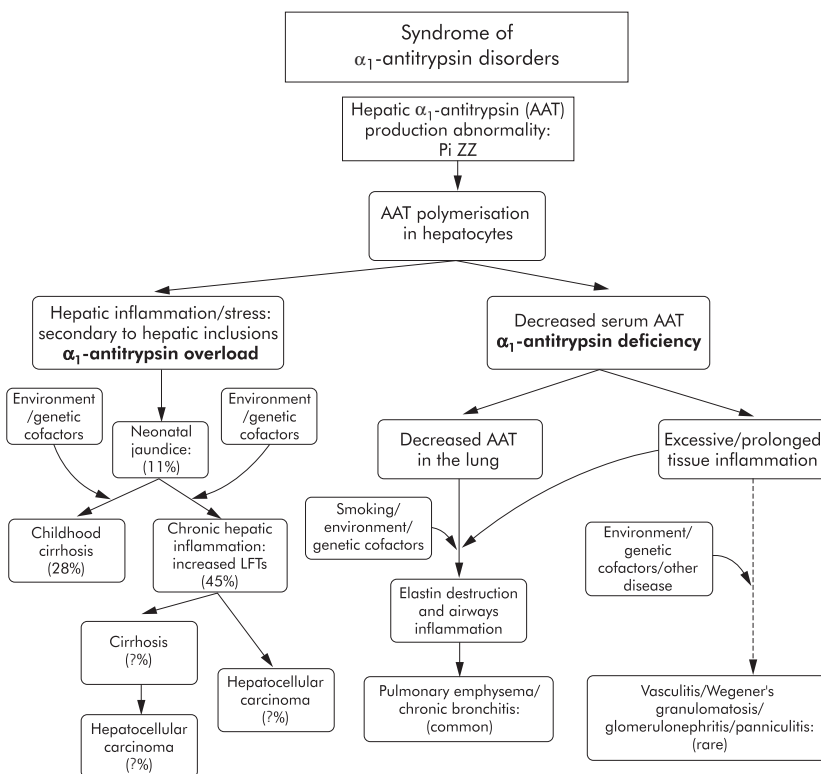 Syndrome of
α1-antitrypsin disorders
Hepatic α1-antitrypsin (AAT)
production abnormality:
Pi ZZ
AAT polymerisation
in hepatocytes
Hepatic inflammation/stress:
secondary to hepatic inclusions
α1-antitrypsin overload
Decreased serum AAT
α1-antitrypsin deficiency
Environment
/genetic
cofactors
Neonatal
jaundice:
(11%)
Environment
/genetic
cofactors
Decreased AAT
in the lung
Excessive/prolonged
tissue inflammation
Childhood
cirrhosis
(28%)
Chronic hepatic
inflammation:
increased LFTs
(45%)
Smoking/
environment/
genetic cofactors
Environment/
genetic
cofactors/other
disease
Elastin destruction
and airways
inflammation
Cirrhosis
(?%)
Hepatocellular
carcinoma
(?%)
Hepatocellular
carcinoma
(?%)
Pulmonary emphysema/
chronic bronchitis:
(common)
Vasculitis/Wegener's
granulomatosis/
glomerulonephritis/panniculitis:
(rare)